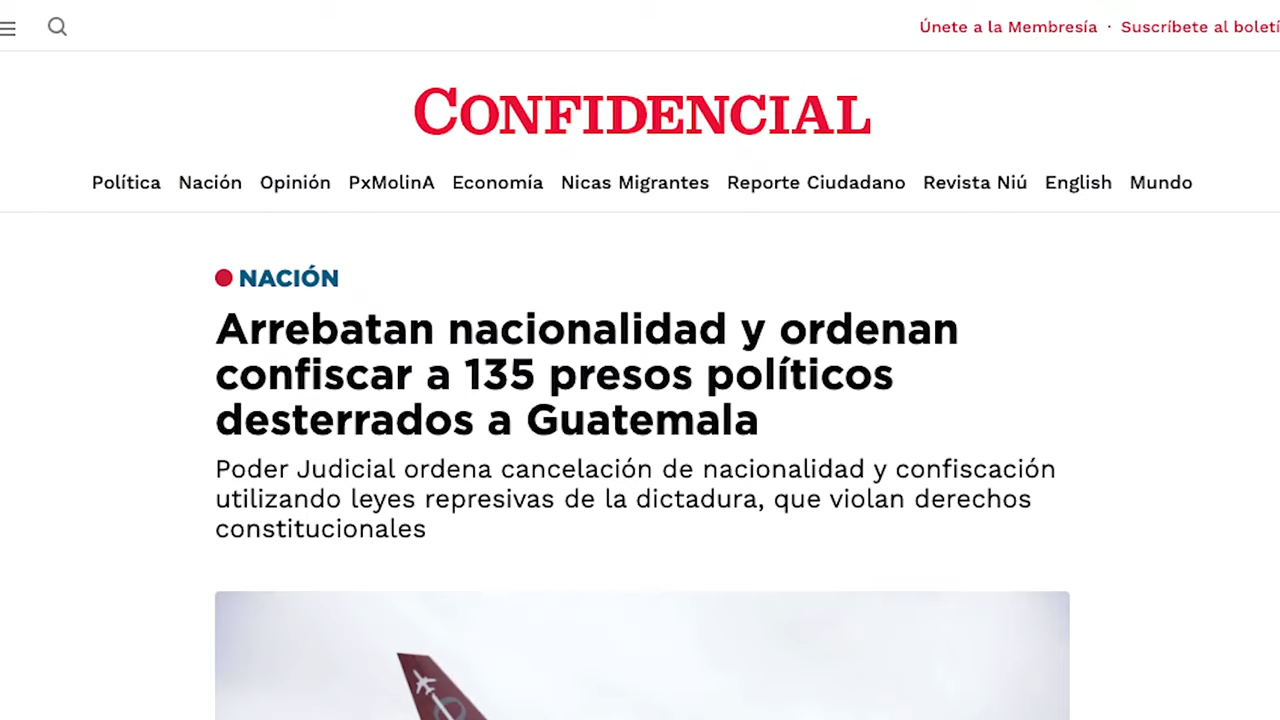 Únete a la Membresía · Suscríbete al boletí
CONFIDENCIAL
Política Nación Opinión PxMolinA Economía Nicas Migrantes Reporte Ciudadano Revista Niú English Mundo
NACIÓN
Arrebatan nacionalidad y ordenan
confiscar a 135 presos políticos
desterrados a Guatemala
Poder Judicial ordena cancelación de nacionalidad y confiscación
utilizando leyes represivas de la dictadura, que violan derechos
constitucionales